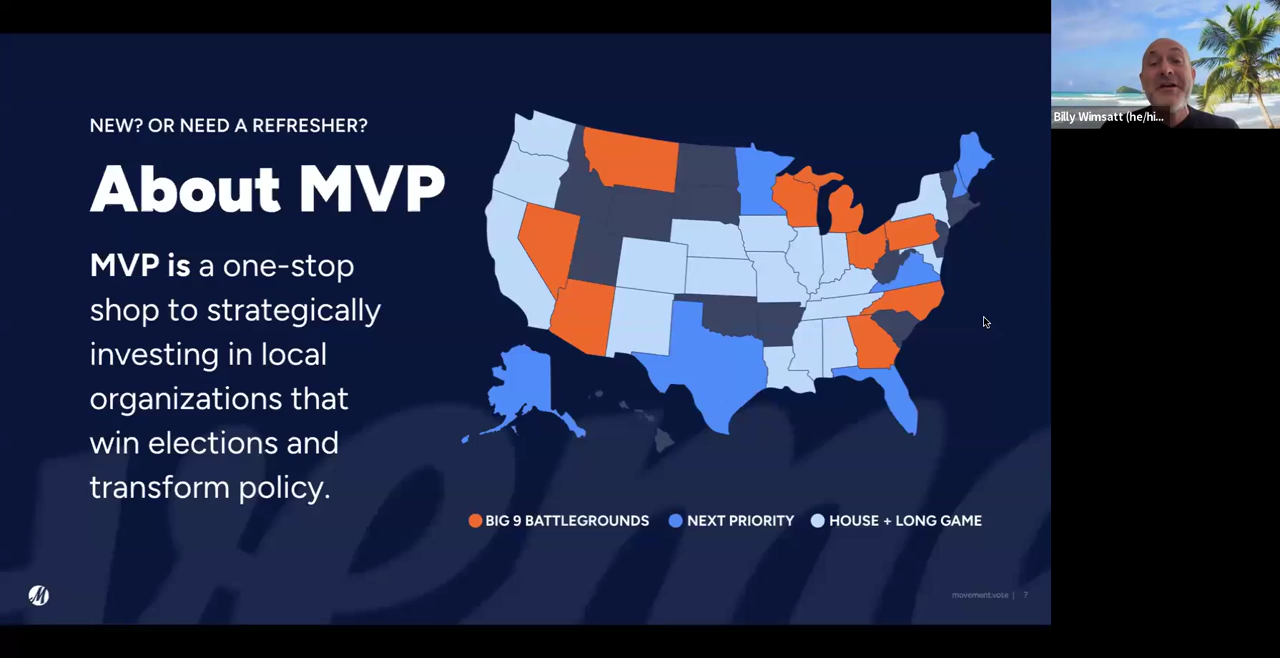 NEW? OR NEED A REFRESHER?
About MVP
MVP is a one-stop
shop to strategically
investing in local
organizations that
win elections and
transform policy.
BIG 9 BATTLEGROUNDS
NEXT PRIORITY
HOUSE + LONG GAME
movement.vote | 7
Billy Wimsatt (he/hi...